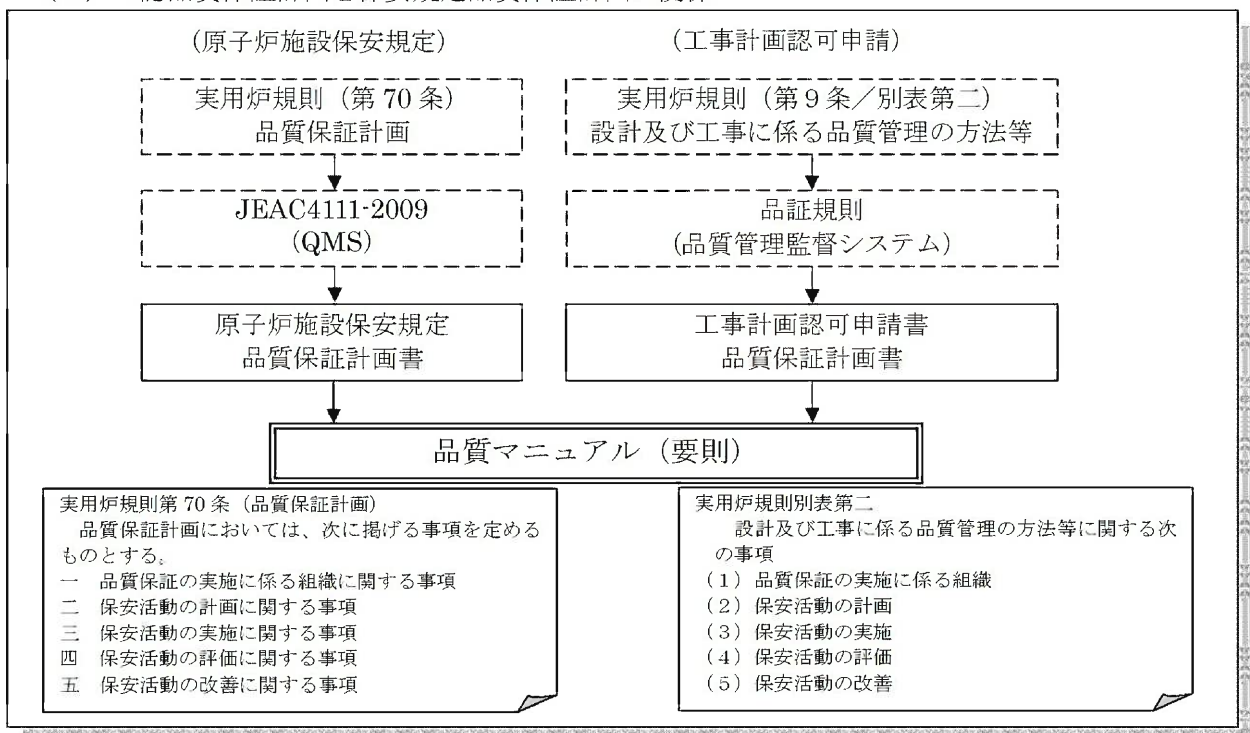 (原子炉施設保安規定)
(工事計画認可申請)
実用炉規則(第70条)
品質保証計画
実用炉規則(第9条／別表第二)
設計及び工事に係る品質管理の方法等
JEAC4111-2009
(QMS)
品証規則
(品質管理監督システム)
原子炉施設保安規定
品質保証計画書
工事計画認可申請書
品質保証計画書
品質マニュアル(要則)
実用炉規則第70条(品質保証計画)
品質保証計画においては、次に掲げる事項を定める
ものとする。
一 品質保証の実施に係る組織に関する事項
二 保安活動の計画に関する事項
三 保安活動の実施に関する事項
四 保安活動の評価に関する事項
五 保安活動の改善に関する事項
実用炉規則別表第二
設計及び工事に係る品質管理の方法等に関する次
の事項
(1)品質保証の実施に係る組織
(2)保安活動の計画
(3)保安活動の実施
(4)保安活動の評価
(5)保安活動の改善